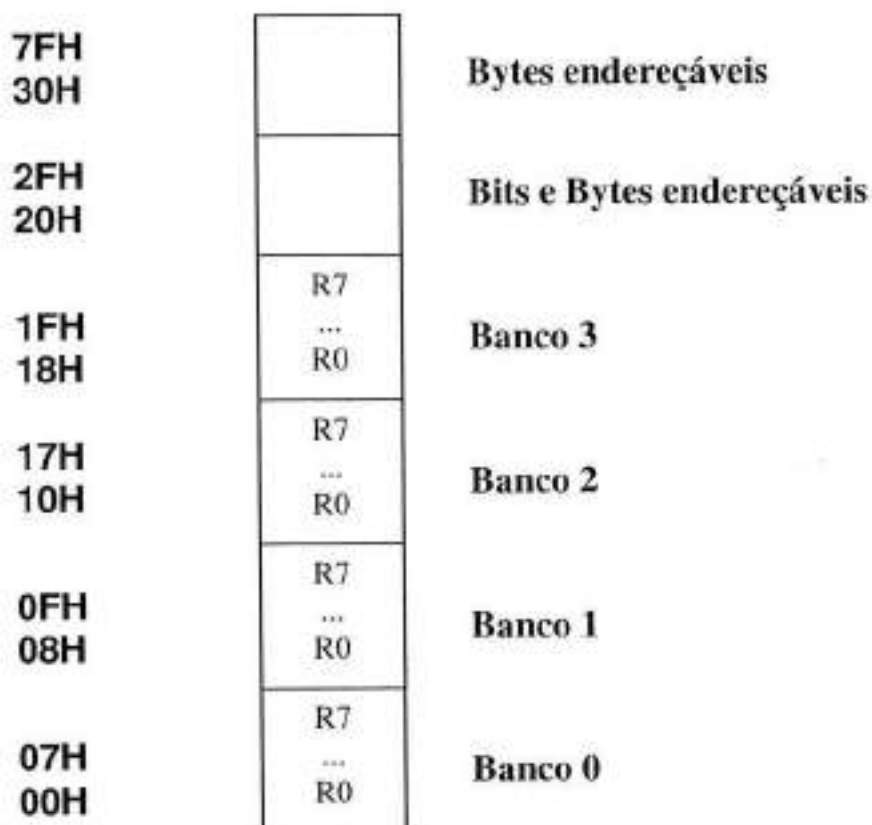 7FH
30H
Bytes endereçáveis
2FH
20H
Bits e Bytes endereçáveis
R7
...
R0
1FH
18H
Banco 3
R7
...
R0
17H
10H
Banco 2
R7
...
R0
0FH
08H
Banco 1
R7
...
R0
07H
00H
Banco 0